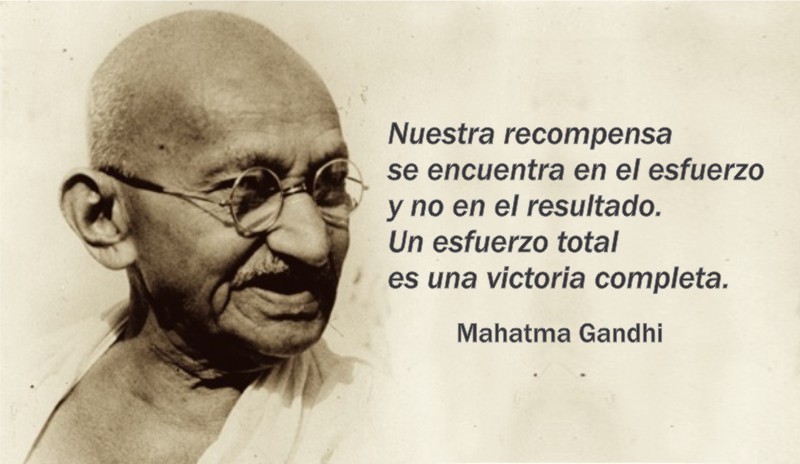 Nuestra recompensa
se encuentra en el esfuerzo
y no en el resultado.
Un esfuerzo total
es una victoria completa.
Mahatma Gandhi